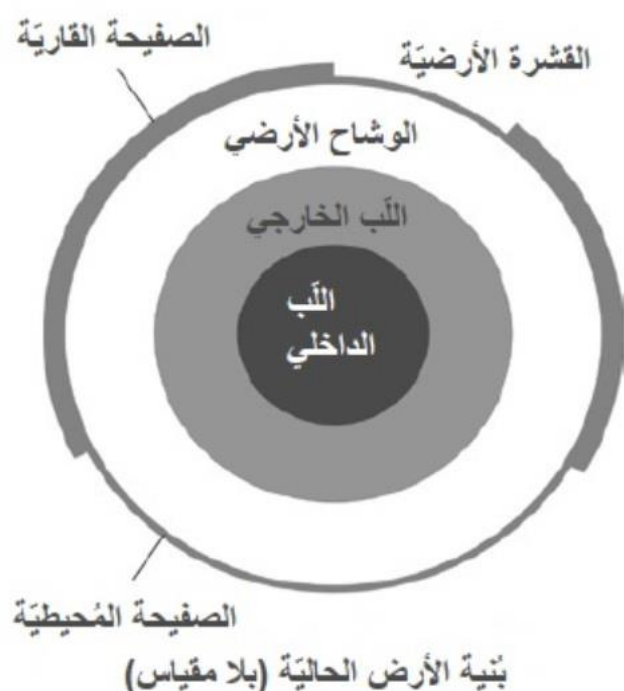 الصفيحة القاريّة
القشرة الأرضيّة
الوشاح الأرضي
اللّب الخارجي
اللّب
الداخلي
الصفيحة المُحيطيّة
بُنية الأرض الحاليّة (بلا مقياس)